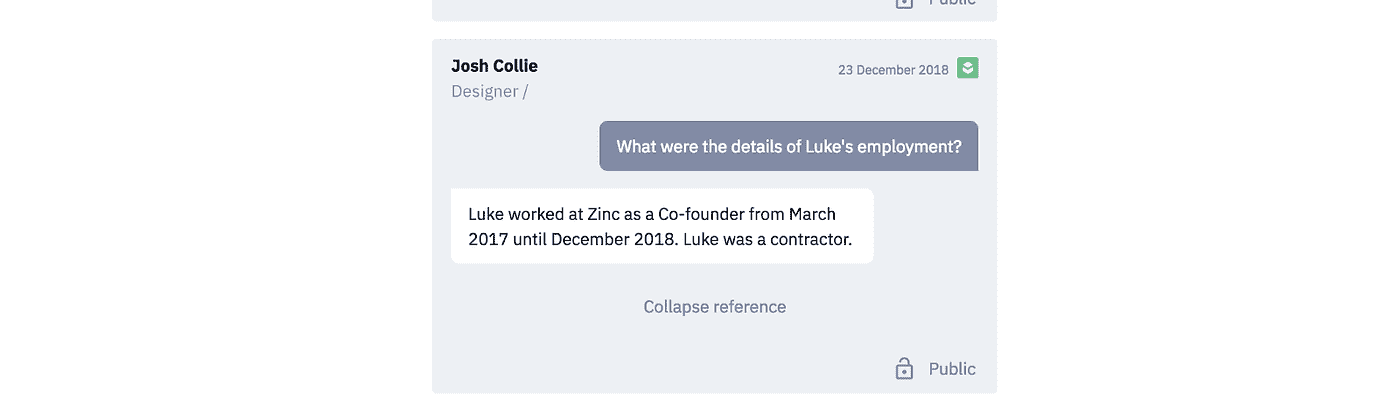 Public
Josh Collie
23 December 2018
Designer /
What were the details of Luke's employment?
Luke worked at Zinc as a Co-founder from March
2017 until December 2018. Luke was a contractor.
Collapse reference
Public